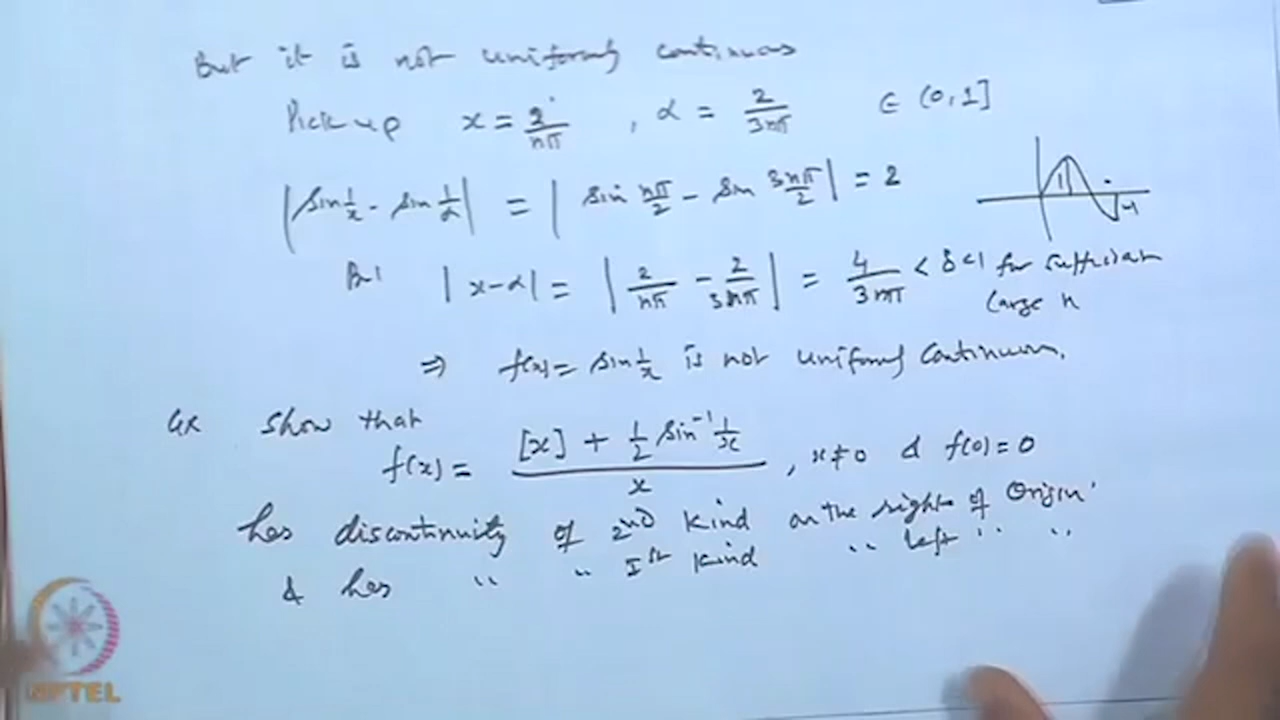 But it is not uniformly continuous
Pick up x = 2/nπ , α = 2/3nπ ∈ (0,1]
|sin 1/x - sin 1/α| = | sin nπ/2 - sin 3nπ/2 | = 2
But |x-α| = | 2/nπ - 2/3nπ | = 4/3nπ < δ<1 for sufficient
large n
⇒ f(x) = sin 1/x is not uniformly continuous.
Ex Show that
f(x) = ([x] + 1/2 sin⁻¹ 1/x) / x , x≠0 & f(0) = 0
has discontinuity of 2nd kind on the right of Origin
& has " " Ist kind " left " "
NPTEL